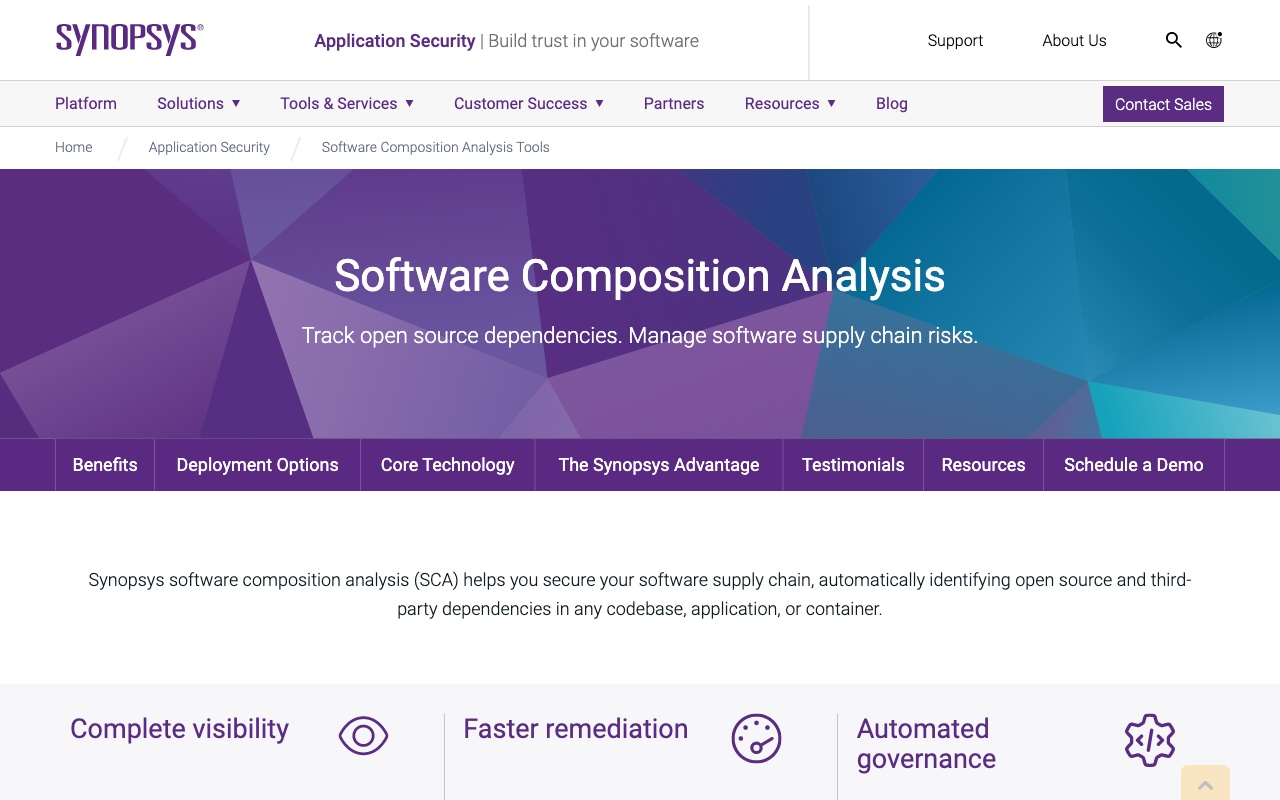 SYNOPSYS®
Application Security | Build trust in your software
Support
About Us
Platform
Solutions
Tools & Services
Customer Success
Partners
Resources
Blog
Contact Sales
Home
Application Security
Software Composition Analysis Tools
Software Composition Analysis
Track open source dependencies. Manage software supply chain risks.
Benefits
Deployment Options
Core Technology
The Synopsys Advantage
Testimonials
Resources
Schedule a Demo
Synopsys software composition analysis (SCA) helps you secure your software supply chain, automatically identifying open source and third-
party dependencies in any codebase, application, or container.
Complete visibility
Faster remediation
Automated
governance